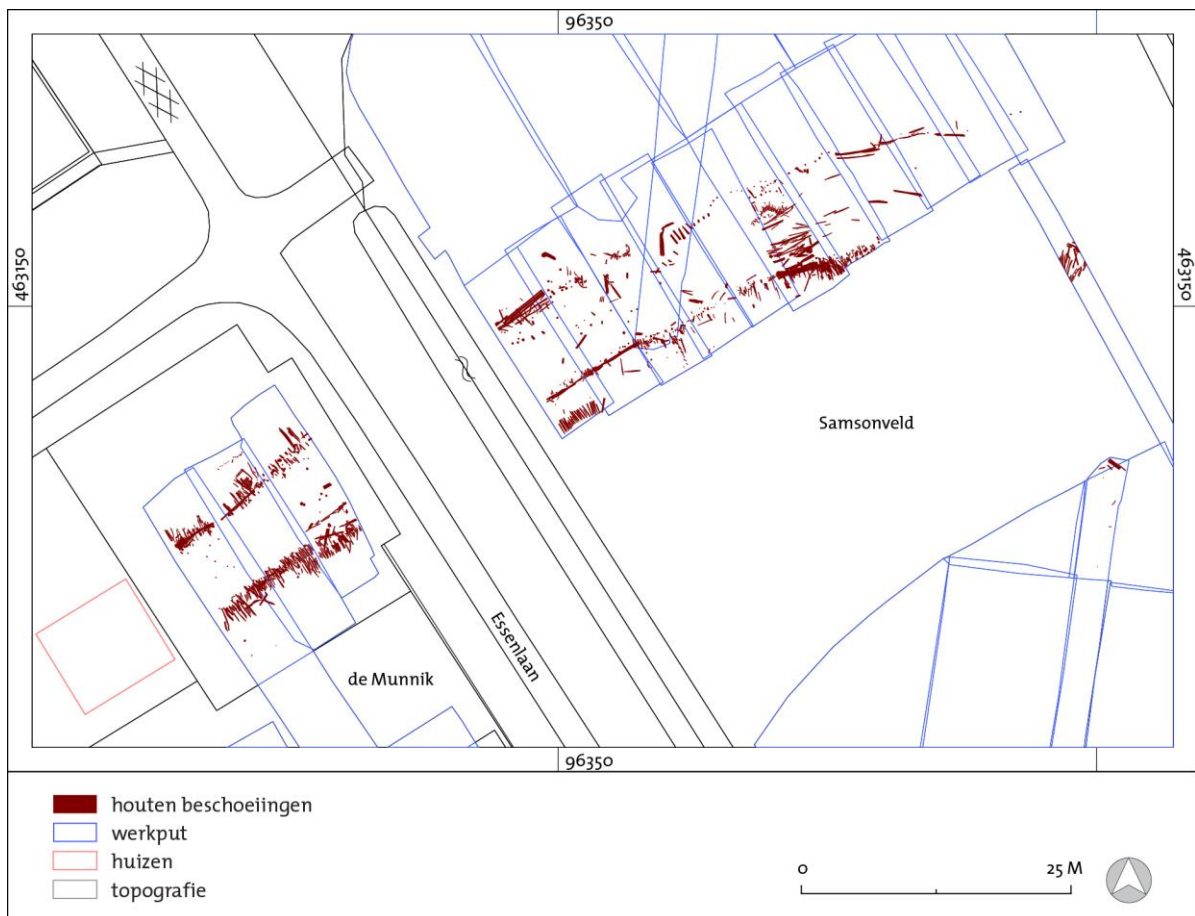 96350
463150
463150
Samsonveld
Essenlaan
de Munnik
96350
houten beschoeiingen
werkput
huizen
topografie
0 25 M